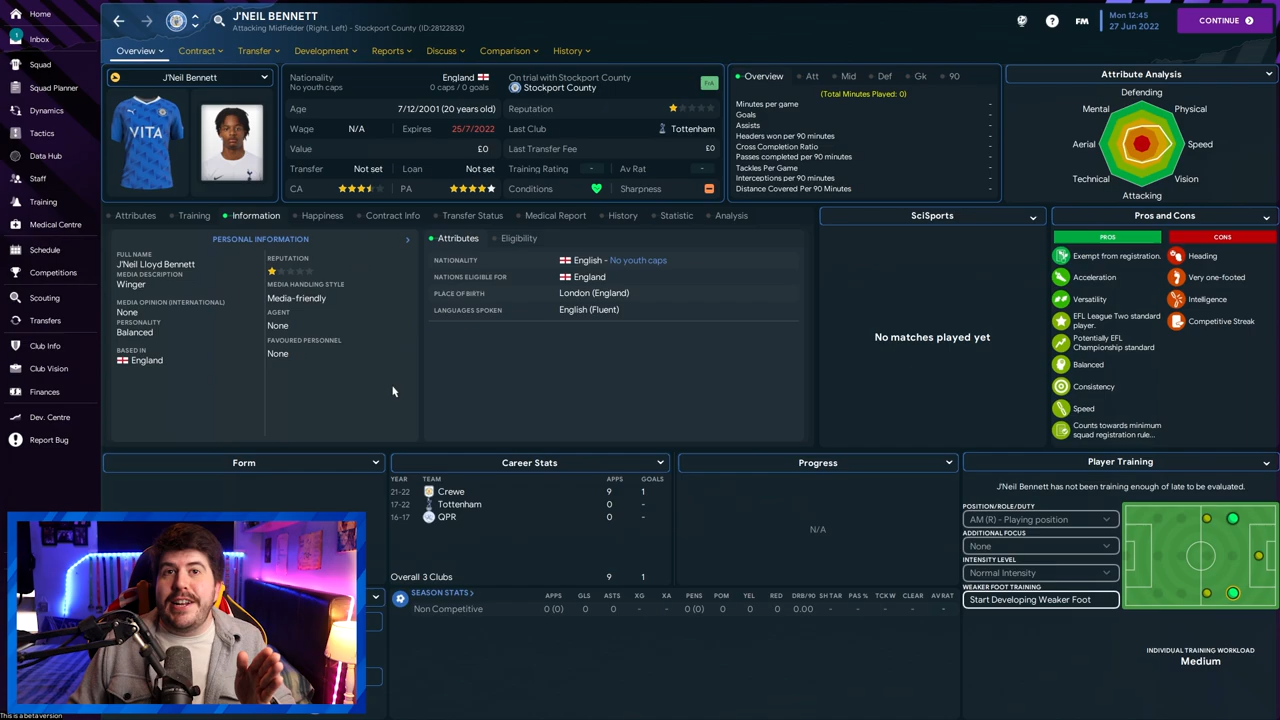 Home
Inbox
1
Squad
Squad Planner
Dynamics
Tactics
Data Hub
Staff
Training
Medical Centre
Schedule
Competitions
Scouting
Transfers
Club Info
Club Vision
Finances
Dev. Centre
Report Bug
This is a beta version
J'NEIL BENNETT
Attacking Midfielder (Right, Left) - Stockport County (ID:28122832)
FM
Mon 12:45
27 Jun 2022
CONTINUE
Overview
Contract
Transfer
Development
Reports
Discuss
Comparison
History
J'Neil Bennett
VITA
Nationality England
No youth caps 0 caps / 0 goals
Age 7/12/2001 (20 years old)
Wage N/A Expires 25/7/2022
Value £0
Transfer Not set Loan Not set
CA PA
On trial with Stockport County
Stockport County
FnA
Reputation
Last Club Tottenham
Last Transfer Fee £0
Training Rating - Av Rat -
Conditions Sharpness
Overview Att Mid Def Gk 90
(Total Minutes Played: 0)
Minutes per game -
Goals -
Assists -
Headers won per 90 minutes -
Cross Completion Ratio -
Passes completed per 90 minutes -
Tackles Per Game -
Interceptions per 90 minutes -
Distance Covered Per 90 minutes -
Attribute Analysis
Defending
Mental Physical
Aerial Speed
Technical Vision
Attacking
Attributes Training Information Happiness Contract Info Transfer Status Medical Report History Statistic Analysis
PERSONAL INFORMATION
FULL NAME
J'Neil Lloyd Bennett
MEDIA DESCRIPTION
Winger
MEDIA OPINION (INTERNATIONAL)
None
PERSONALITY
Balanced
BASED IN
England
REPUTATION
MEDIA HANDLING STYLE
Media-friendly
AGENT
None
FAVOURED PERSONNEL
None
Attributes Eligibility
NATIONALITY English - No youth caps
NATIONS ELIGIBLE FOR England
PLACE OF BIRTH London (England)
LANGUAGES SPOKEN English (Fluent)
SciSports
No matches played yet
Pros and Cons
PROS CONS
Exempt from registration.
Acceleration
Versatility
EFL League Two standard
player.
Potentially EFL
Championship standard
Balanced
Consistency
Speed
Counts towards minimum
squad registration rule...
Heading
Very one-footed
Intelligence
Competitive Streak
Form
Career Stats
YEAR TEAM APPS GOALS
21-22 Crewe 9 1
17-22 Tottenham 0 -
16-17 QPR 0 -
Overall 3 Clubs 9 1
Progress
N/A
SEASON STATS APPS GLS ASTS XG XA PENS POM YEL RED DRB/90 SH TAR PAS % TCK W CLEAR AV RAT
Non Competitive 0 (0) 0 0 - - 0 (0) 0 0 0 0.00 - - - - -
Player Training
J'Neil Bennett has not been training enough of late to be evaluated.
POSITION/ROLE/DUTY
AM (R) - Playing position
ADDITIONAL FOCUS
None
INTENSITY LEVEL
Normal Intensity
WEAKER FOOT TRAINING
Start Developing Weaker Foot
INDIVIDUAL TRAINING WORKLOAD
Medium